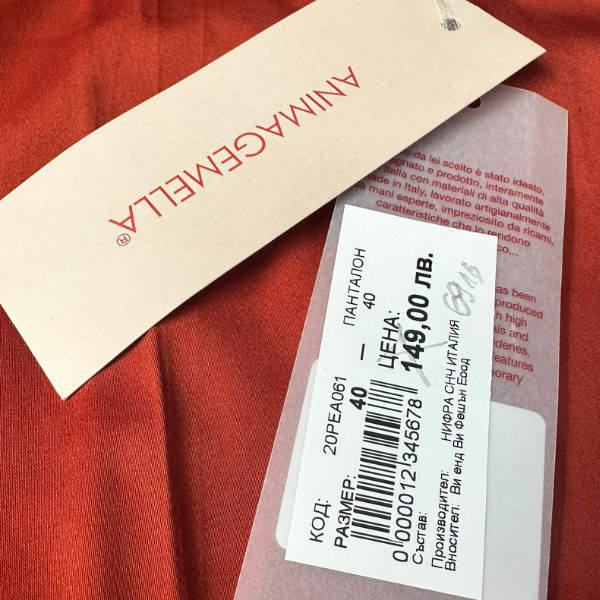 ANIMAGEMELLA®
da lei scelto è stato ideato,
egnato e prodotto, interamente
Italia con materiali di alta qualità
ade in Italy, lavorato artigianalmente
mani esperte, impreziosito da ricami,
caratteristiche che lo rendono
co...
as been
produced
h high
ls and
deries,
features
porary
КОД: 20PEA061 ПАНТАЛОН
РАЗМЕР: 40 — 40
ЦЕНА:
149,00 лв.
69лв
0 000012 345678
Състав:
Производител: НИФРА СНЧ ИТАЛИЯ
Вносител: Ви енд Ви Фешън Еоод